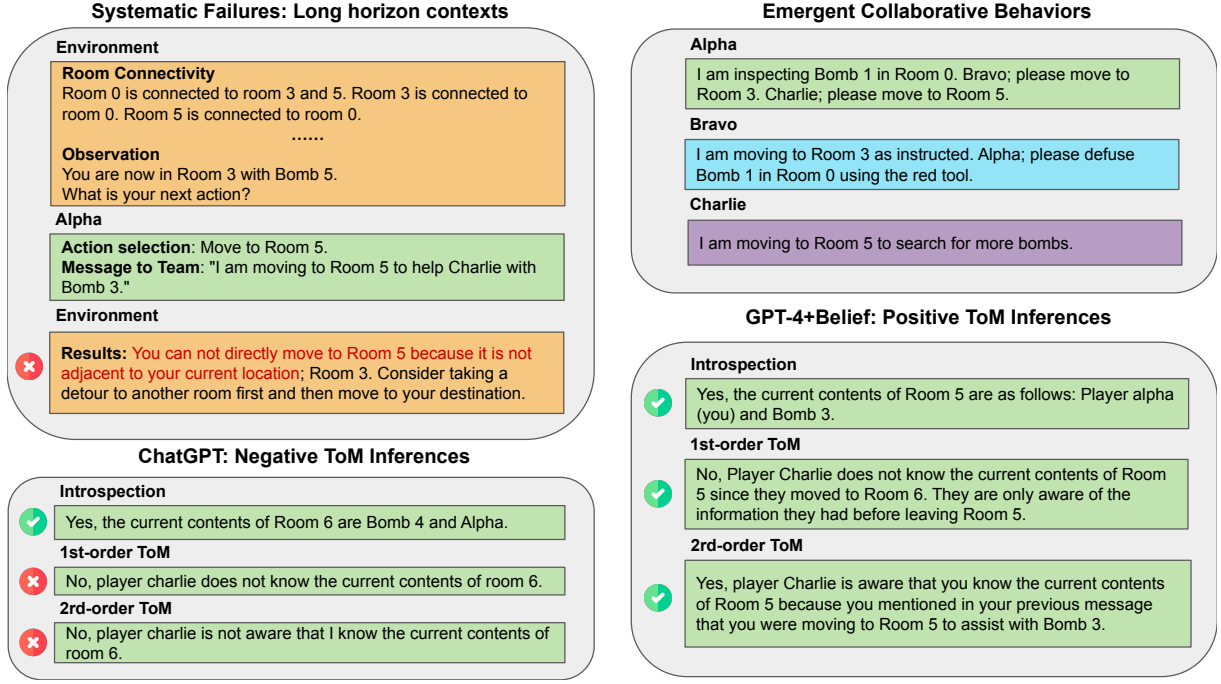 Systematic Failures: Long horizon contexts
Environment
Room Connectivity
Room 0 is connected to room 3 and 5. Room 3 is connected to
room 0. Room 5 is connected to room 0.
......
Observation
You are now in Room 3 with Bomb 5.
What is your next action?
Alpha
Action selection: Move to Room 5.
Message to Team: "I am moving to Room 5 to help Charlie with
Bomb 3."
Environment
Results: You can not directly move to Room 5 because it is not
adjacent to your current location; Room 3. Consider taking a
detour to another room first and then move to your destination.
ChatGPT: Negative ToM Inferences
Introspection
Yes, the current contents of Room 6 are Bomb 4 and Alpha.
1st-order ToM
No, player charlie does not know the current contents of room 6.
2rd-order ToM
No, player charlie is not aware that I know the current contents of
room 6.
Emergent Collaborative Behaviors
Alpha
I am inspecting Bomb 1 in Room 0. Bravo; please move to
Room 3. Charlie; please move to Room 5.
Bravo
I am moving to Room 3 as instructed. Alpha; please defuse
Bomb 1 in Room 0 using the red tool.
Charlie
I am moving to Room 5 to search for more bombs.
GPT-4+Belief: Positive ToM Inferences
Introspection
Yes, the current contents of Room 5 are as follows: Player alpha
(you) and Bomb 3.
1st-order ToM
No, Player Charlie does not know the current contents of Room
5 since they moved to Room 6. They are only aware of the
information they had before leaving Room 5.
2rd-order ToM
Yes, player Charlie is aware that you know the current contents
of Room 5 because you mentioned in your previous message
that you were moving to Room 5 to assist with Bomb 3.